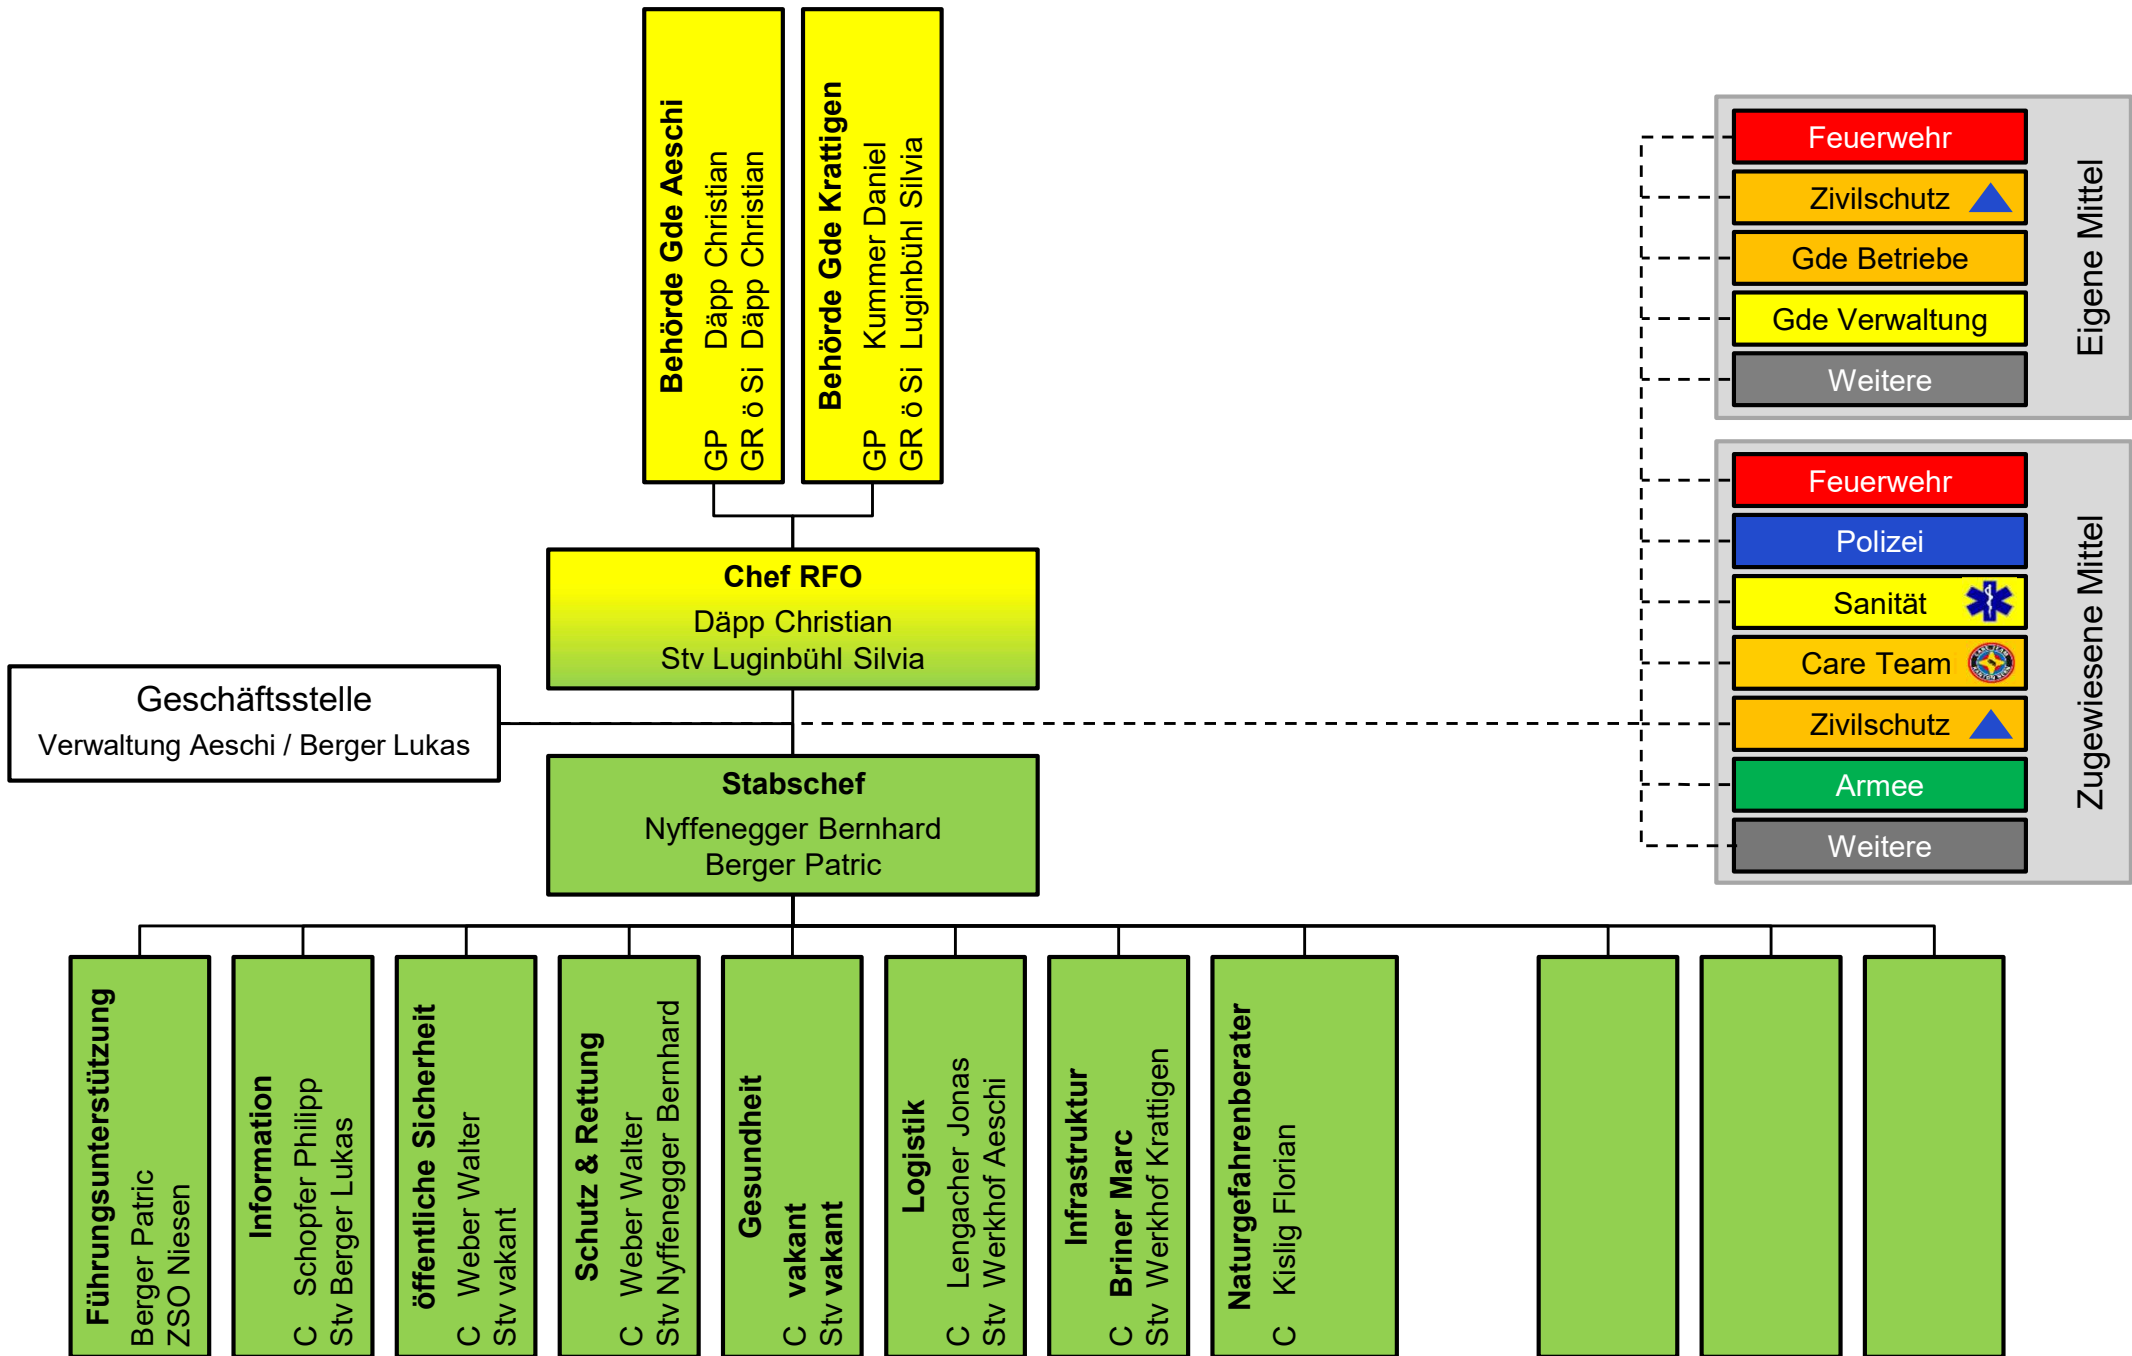 Behörde Gde Aeschi
GP Däpp Christian
GR ö Si Däpp Christian
Behörde Gde Krattigen
GP Kummer Daniel
GR ö Si Luginbühl Silvia
Chef RFO
Däpp Christian
Stv Luginbühl Silvia
Geschäftsstelle
Verwaltung Aeschi / Berger Lukas
Stabschef
Nyffenegger Bernhard
Berger Patric
Feuerwehr
Zivilschutz
Gde Betriebe
Gde Verwaltung
Weitere
Eigene Mittel
Feuerwehr
Polizei
Sanität
Care Team
Zivilschutz
Armee
Weitere
Zugewiesene Mittel
Führungsunterstützung
Berger Patric
ZSO Niesen
Information
C Schopfer Philipp
Stv Berger Lukas
öffentliche Sicherheit
C Weber Walter
Stv vakant
Schutz & Rettung
C Weber Walter
Stv Nyffenegger Bernhard
Gesundheit
C vakant
Stv vakant
Logistik
C Lengacher Jonas
Stv Werkhof Aeschi
Infrastruktur
C Briner Marc
Stv Werkhof Krattigen
Naturgefahrenberater
C Kislig Florian